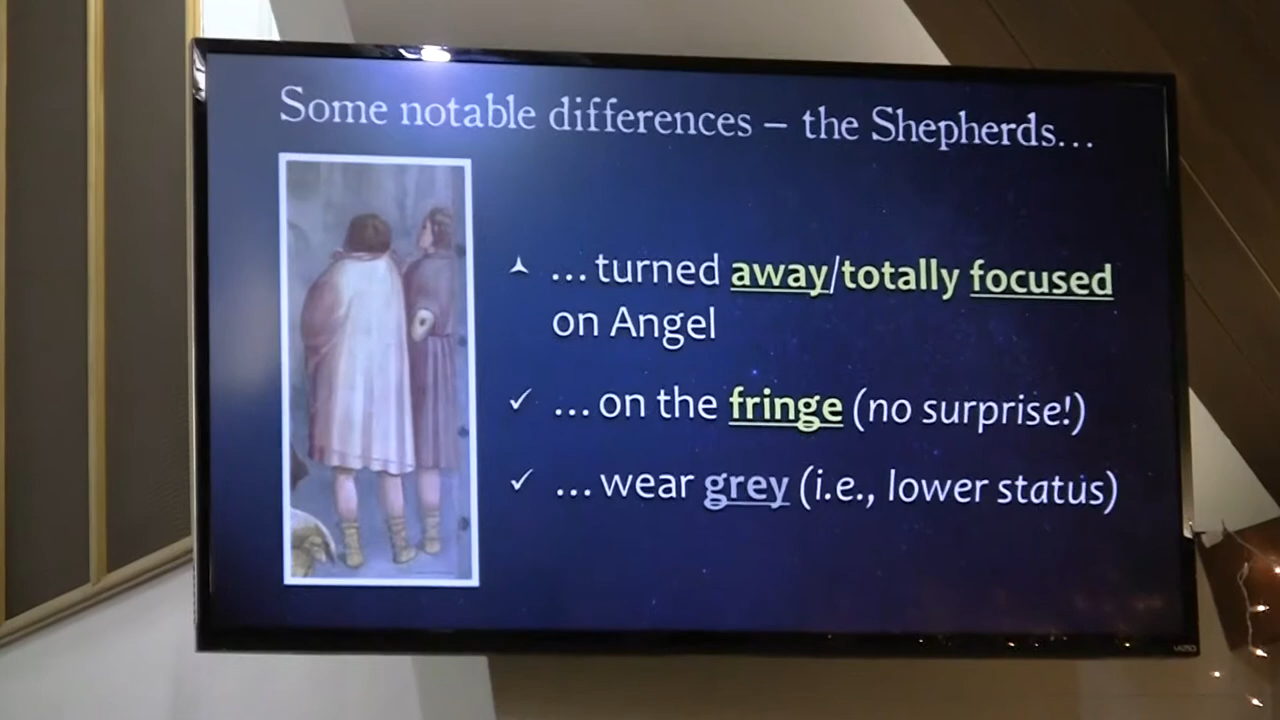 Some notable differences – the Shepherds…
… turned away/totally focused
on Angel
✓ … on the fringe (no surprise!)
✓ … wear grey (i.e., lower status)
VIZIO